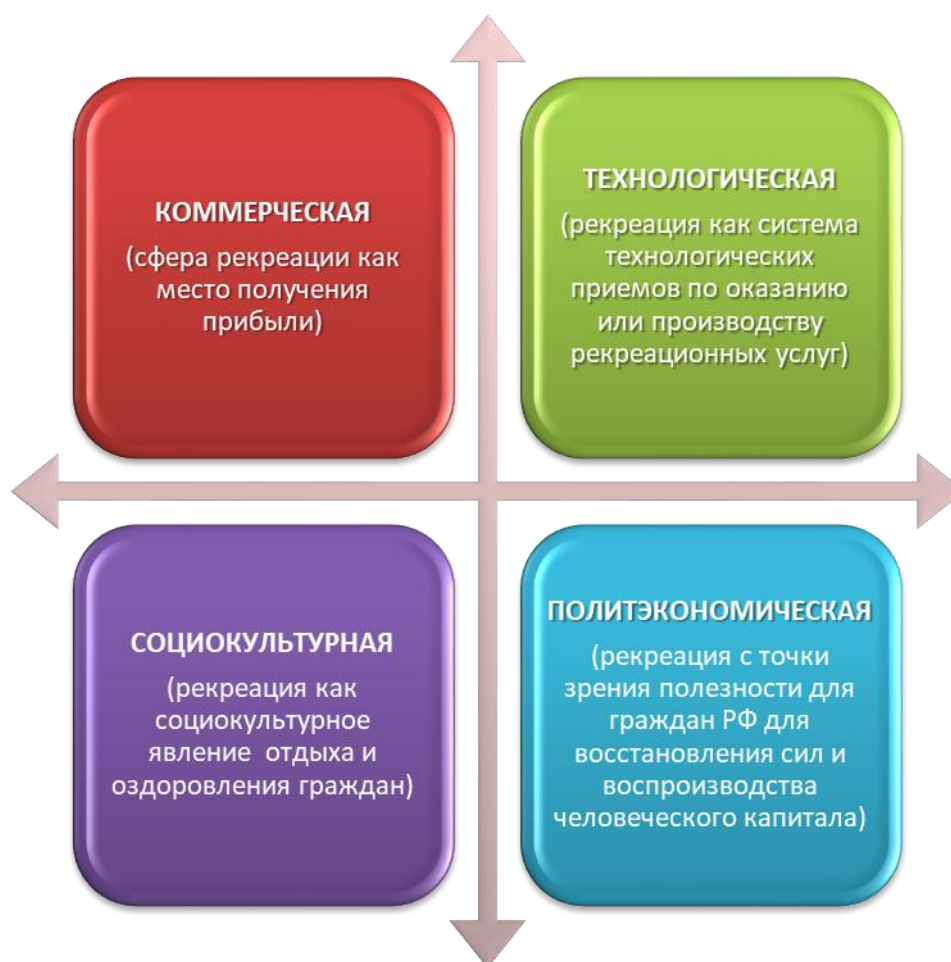 КОММЕРЧЕСКАЯ
(сфера рекреации как
место получения
прибыли)
ТЕХНОЛОГИЧЕСКАЯ
(рекреация как система
технологических
приемов по оказанию
или производству
рекреационных услуг)
СОЦИОКУЛЬТУРНАЯ
(рекреация как
социокультурное
явление отдыха и
оздоровления граждан)
ПОЛИТЭКОНОМИЧЕСКАЯ
(рекреация с точки
зрения полезности для
граждан РФ для
восстановления сил и
воспроизводства
человеческого капитала)